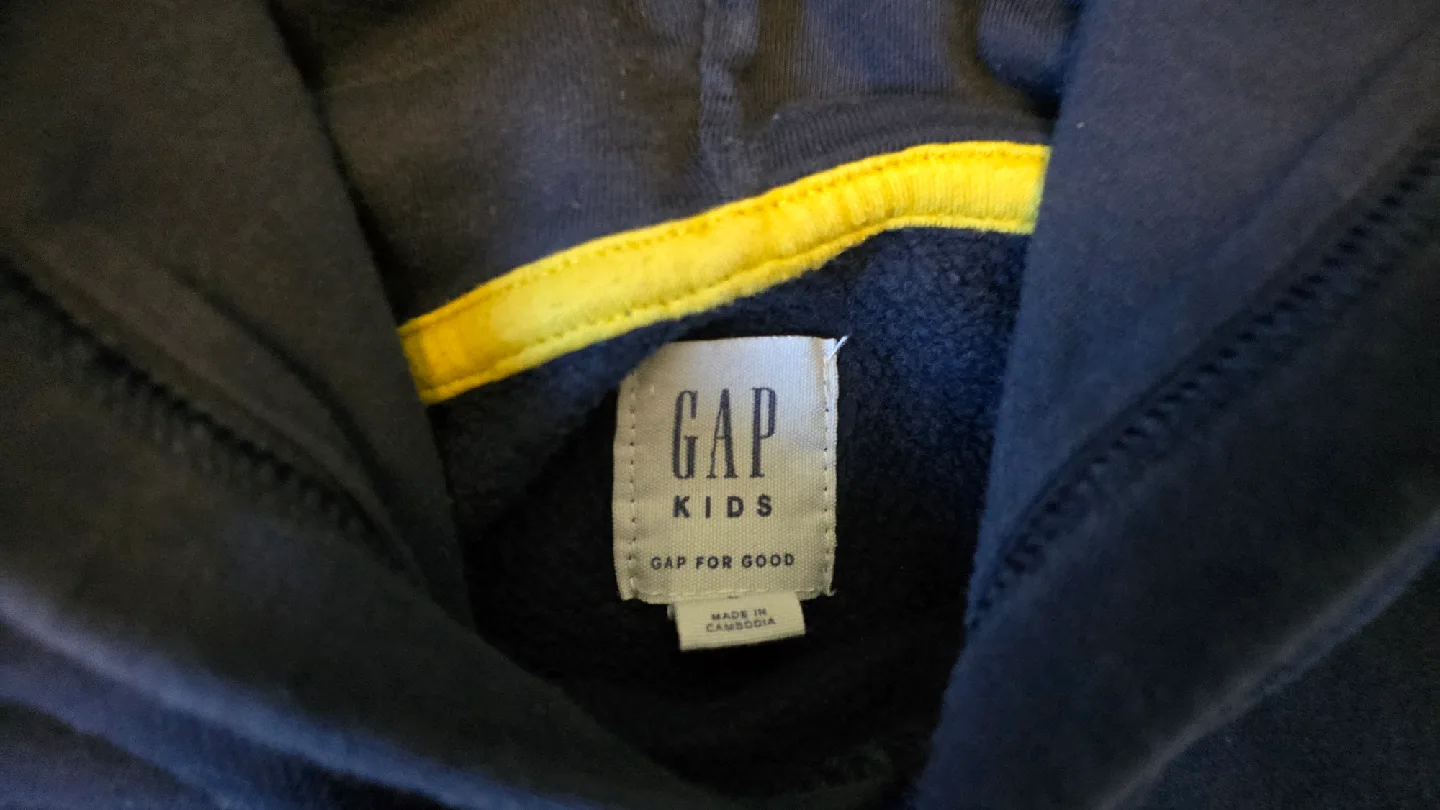 GAP
KIDS
GAP FOR GOOD
MADE IN
CAMBODIA